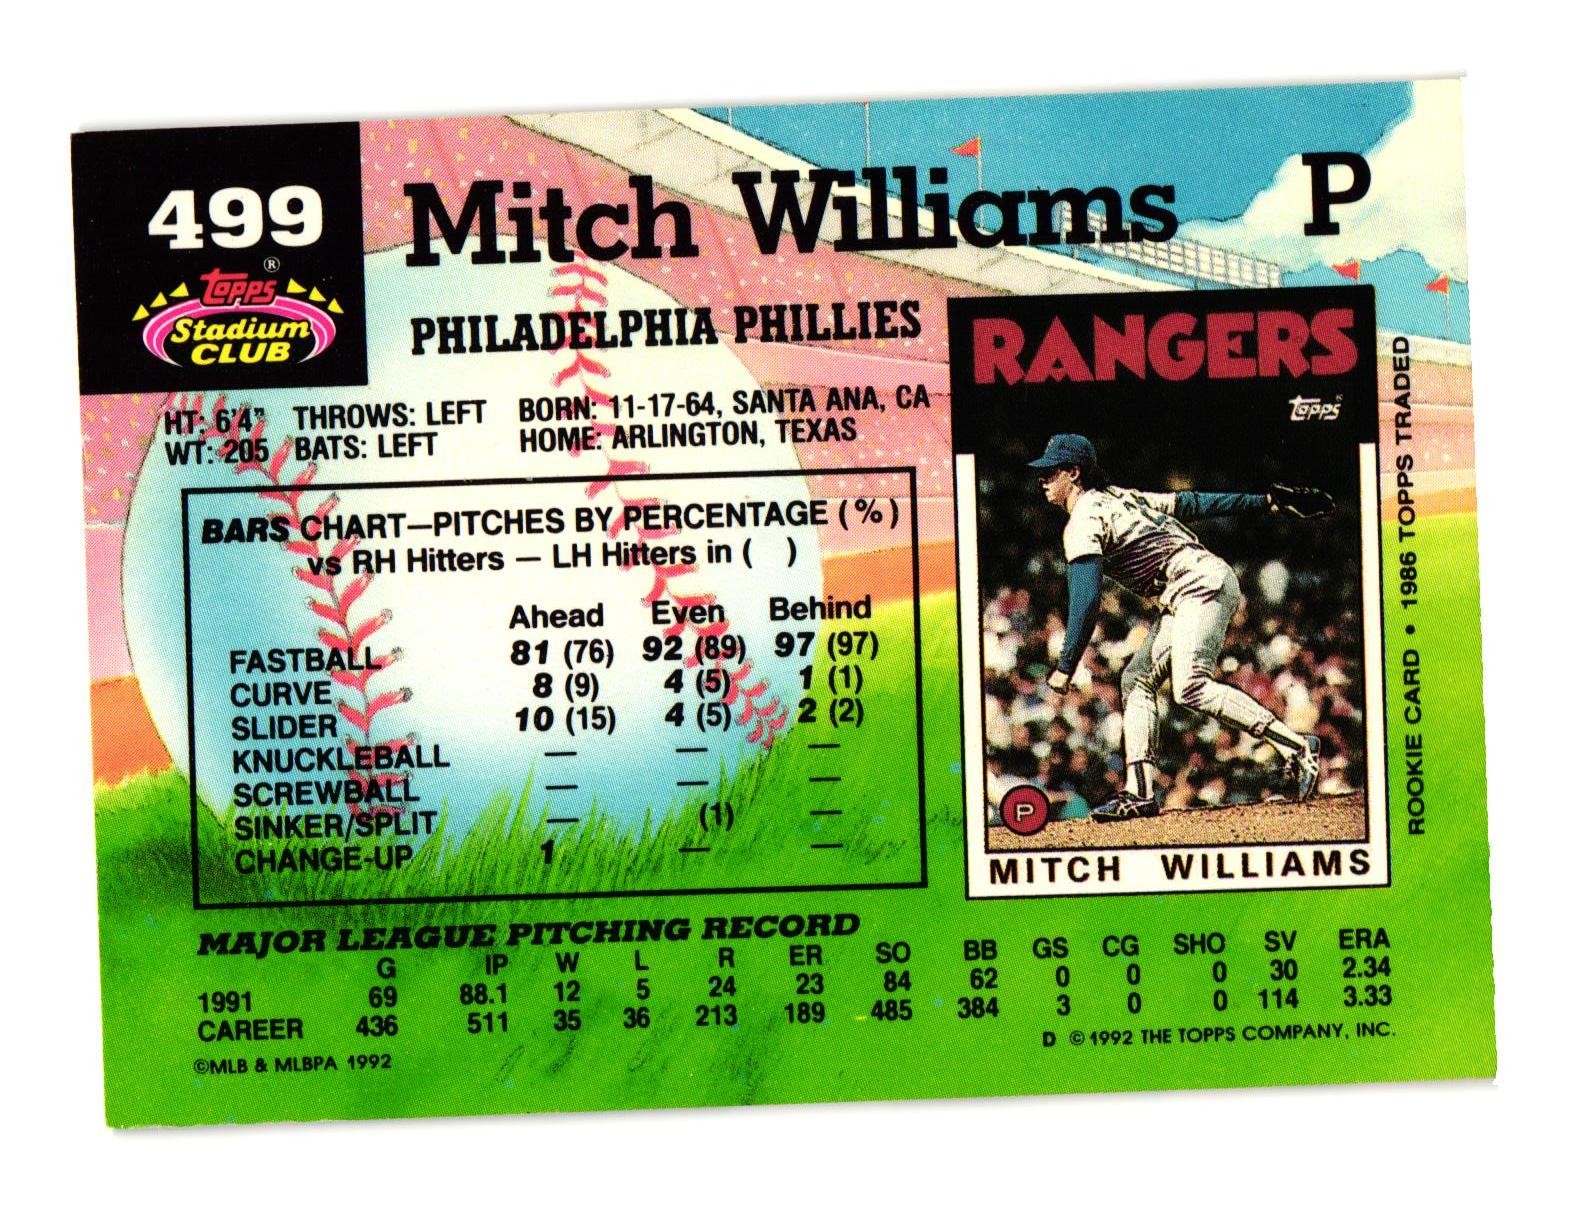 499
Mitch Williams P
Topps®
Stadium
CLUB
PHILADELPHIA PHILLIES
HT: 6'4" THROWS: LEFT BORN: 11-17-64, SANTA ANA, CA
WT: 205 BATS: LEFT HOME: ARLINGTON, TEXAS
BARS CHART—PITCHES BY PERCENTAGE (%)
vs RH Hitters — LH Hitters in ( )
Ahead Even Behind
FASTBALL 81 (76) 92 (89) 97 (97)
CURVE 8 (9) 4 (5) 1 (1)
SLIDER 10 (15) 4 (5) 2 (2)
KNUCKLEBALL — — —
SCREWBALL — — —
SINKER/SPLIT — (1) —
CHANGE-UP 1 — —
RANGERS
Topps®
P
MITCH WILLIAMS
ROOKIE CARD • 1986 TOPPS TRADED
MAJOR LEAGUE PITCHING RECORD
G IP W L R ER SO BB GS CG SHO SV ERA
1991 69 88.1 12 5 24 23 84 62 0 0 0 30 2.34
CAREER 436 511 35 36 213 189 485 384 3 0 0 114 3.33
©MLB & MLBPA 1992
D ©1992 THE TOPPS COMPANY, INC.